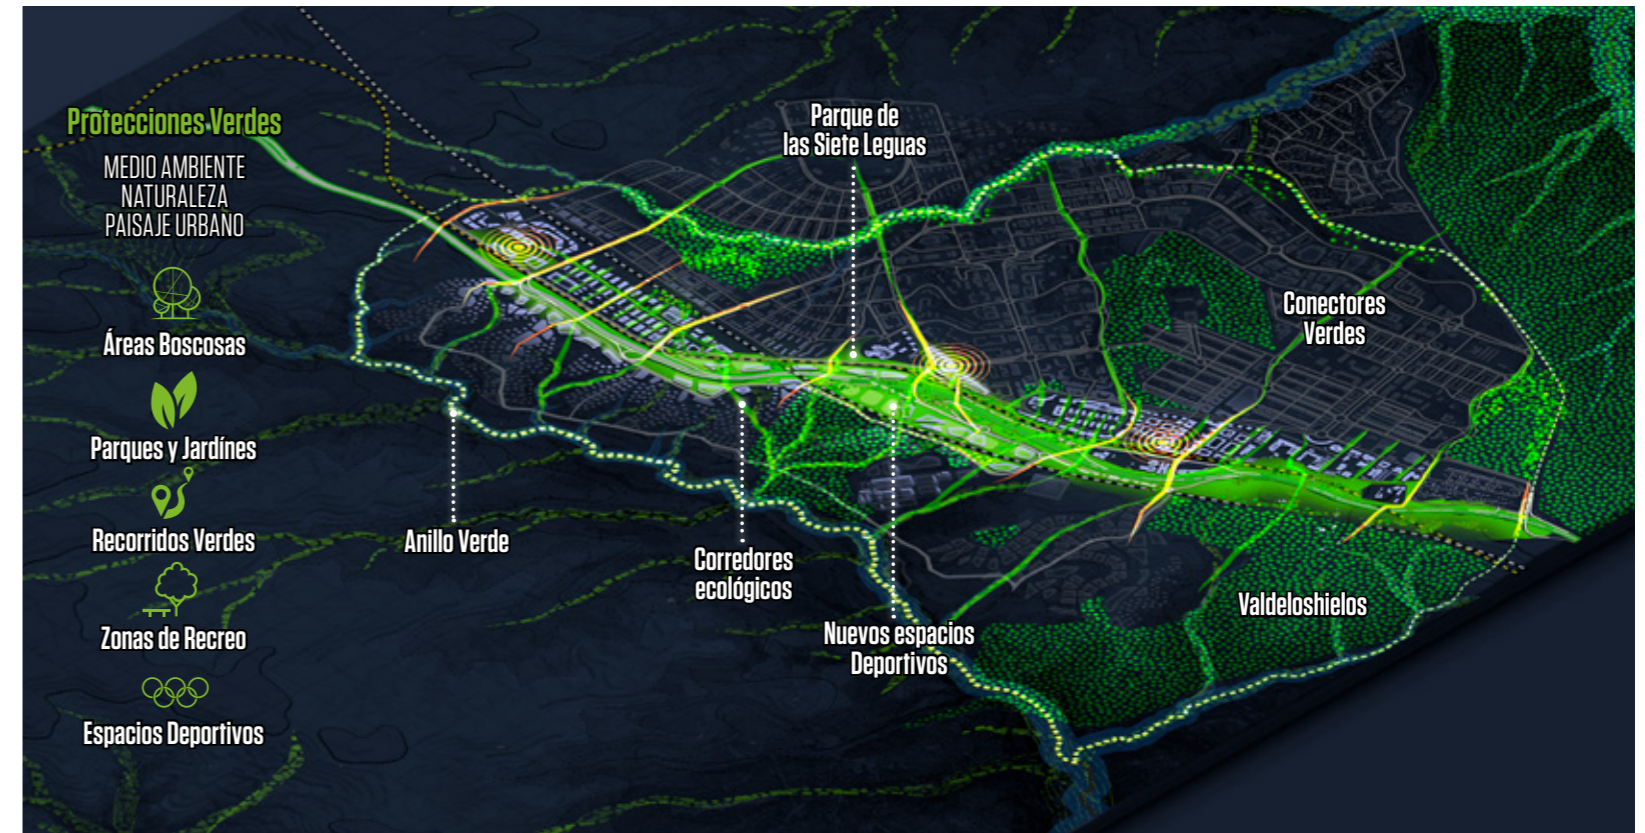 Protecciones Verdes
MEDIO AMBIENTE
NATURALEZA
PAISAJE URBANO
Áreas Boscosas
Parques y Jardínes
Recorridos Verdes
Zonas de Recreo
Espacios Deportivos
Parque de
las Siete Leguas
Conectores
Verdes
Anillo Verde
Corredores
ecológicos
Nuevos espacios
Deportivos
Valdeloshielos